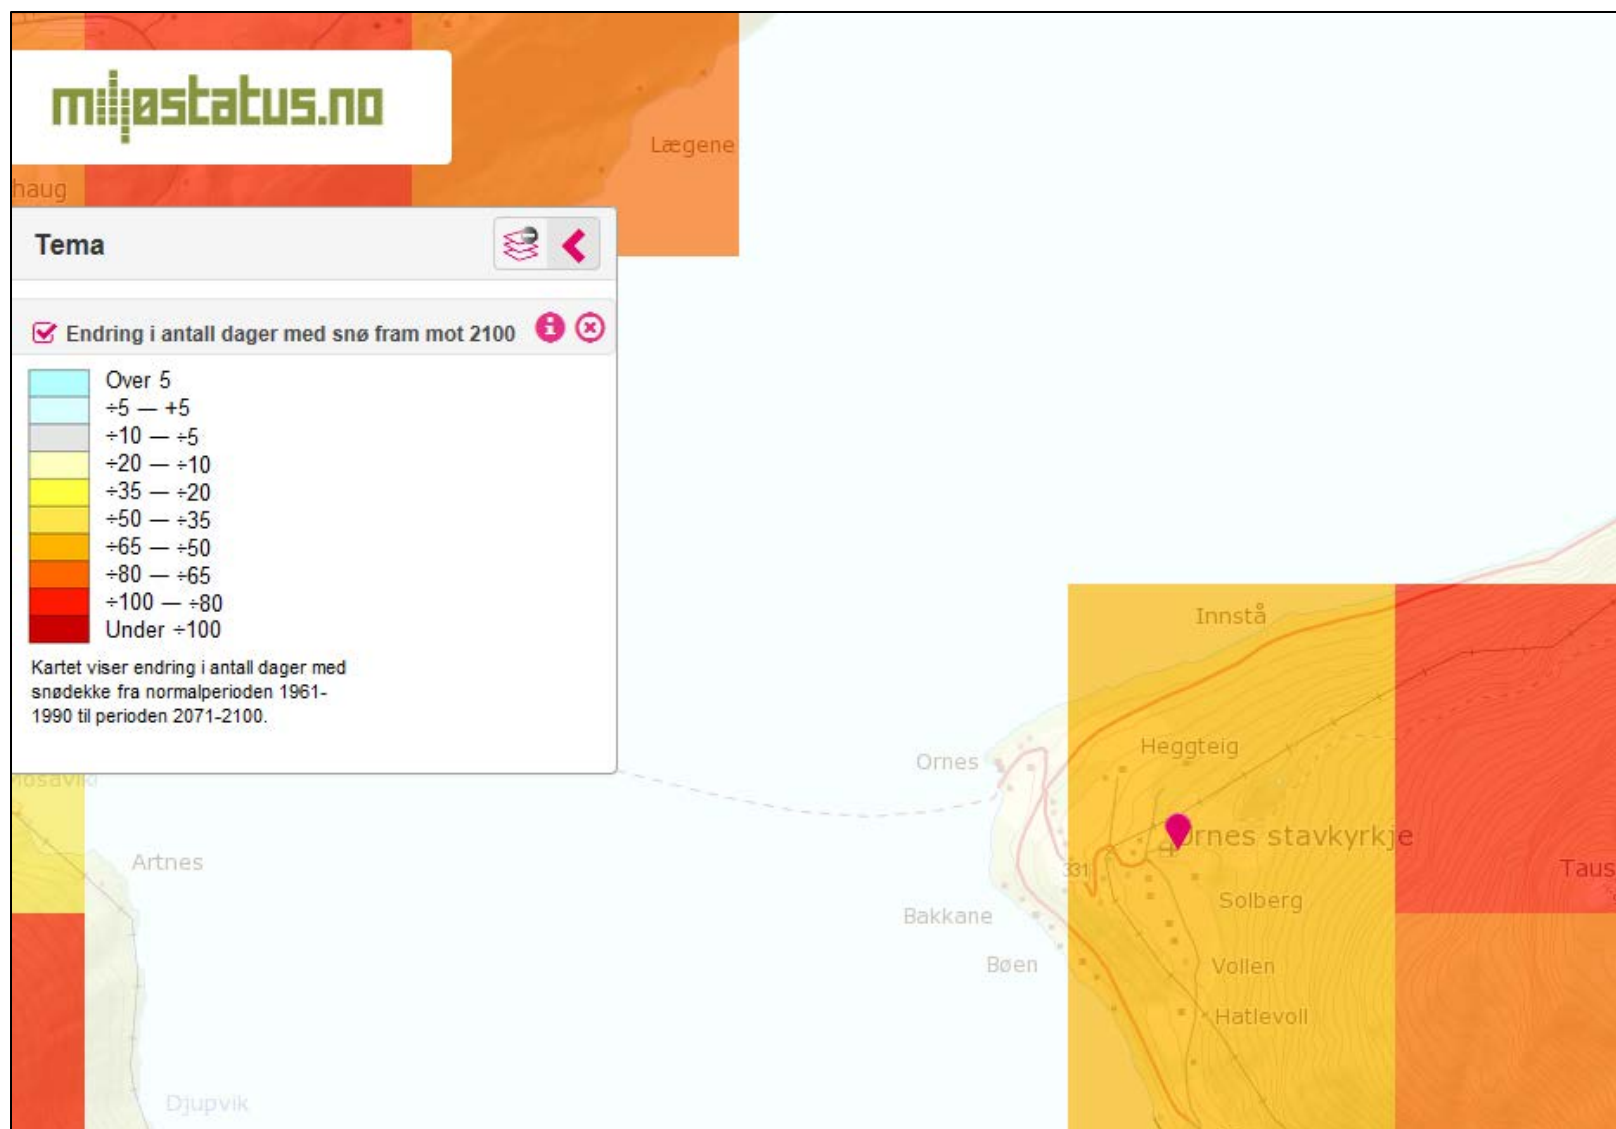 miljøstatus.no
Lægene
haug
Tema
Endring i antall dager med snø fram mot 2100
Over 5
÷5 — +5
÷10 — ÷5
÷20 — ÷10
÷35 — ÷20
÷50 — ÷35
÷65 — ÷50
÷80 — ÷65
÷100 — ÷80
Under ÷100
Kartet viser endring i antall dager med
snødekke fra normalperioden 1961-
1990 til perioden 2071-2100.
Innstå
Heggteig
Ornes
rnes stavkyrkje
Artnes
331
Taus
Solberg
Bakkane
Bøen
Vollen
Hatlevoll
Djupvik